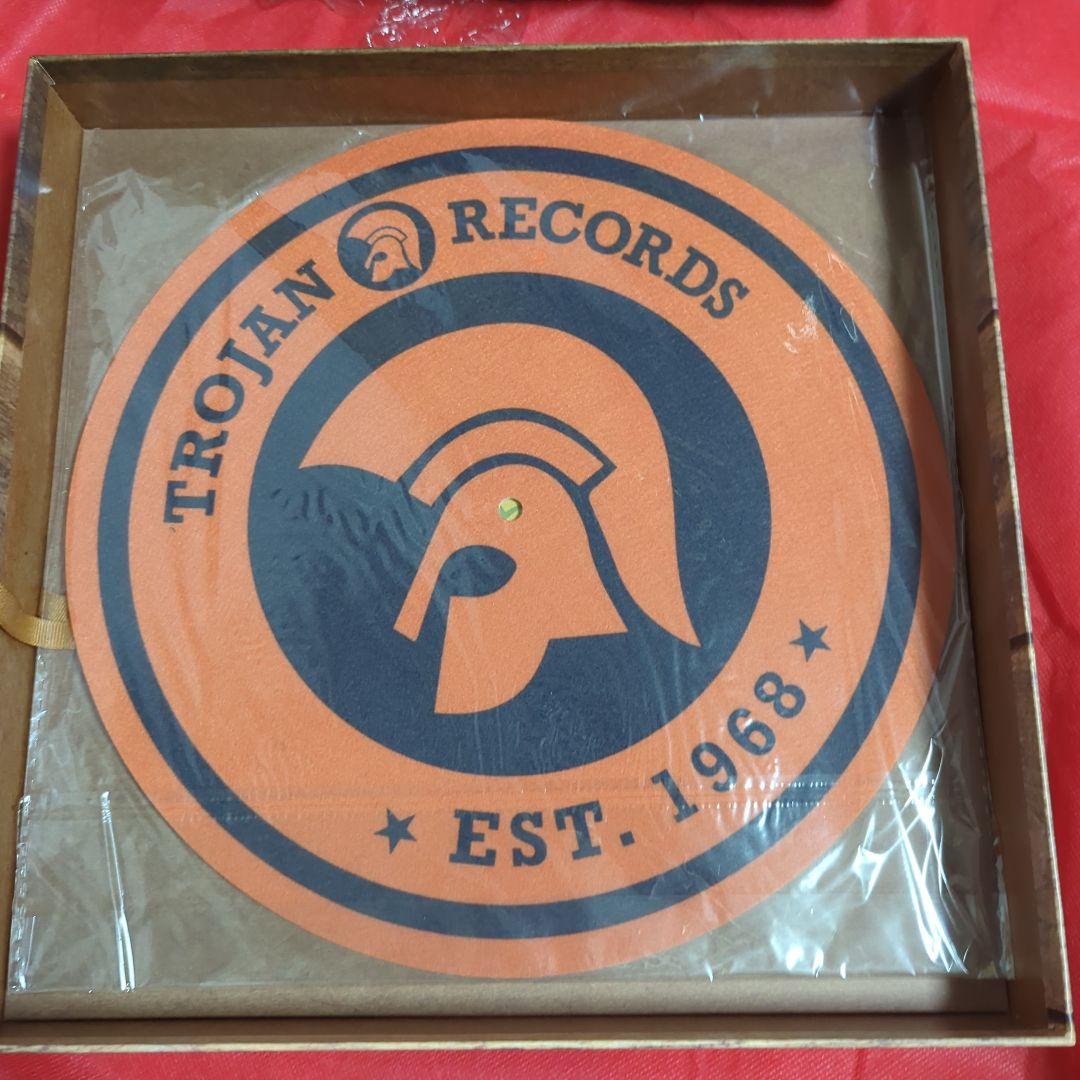 TROJAN RECORDS
★ EST. 1968 ★